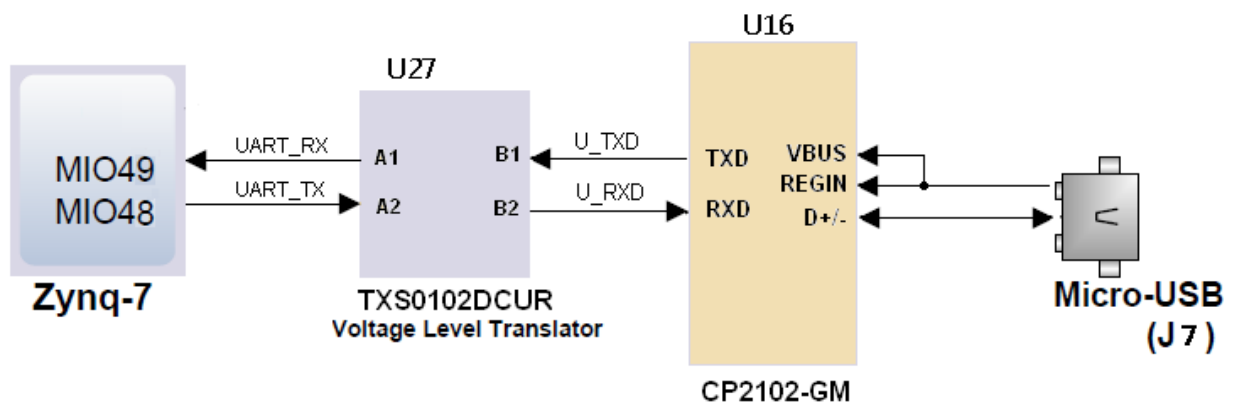 U16
U27
UART_RX
A1
B1
U_TXD
TXD
VBUS
MIO49
REGIN
UART_TX
MIO48
A2
B2
U_RXD
RXD
D+/-
Zynq-7
TXS0102DCUR
Voltage Level Translator
Micro-USB
(J7)
CP2102-GM